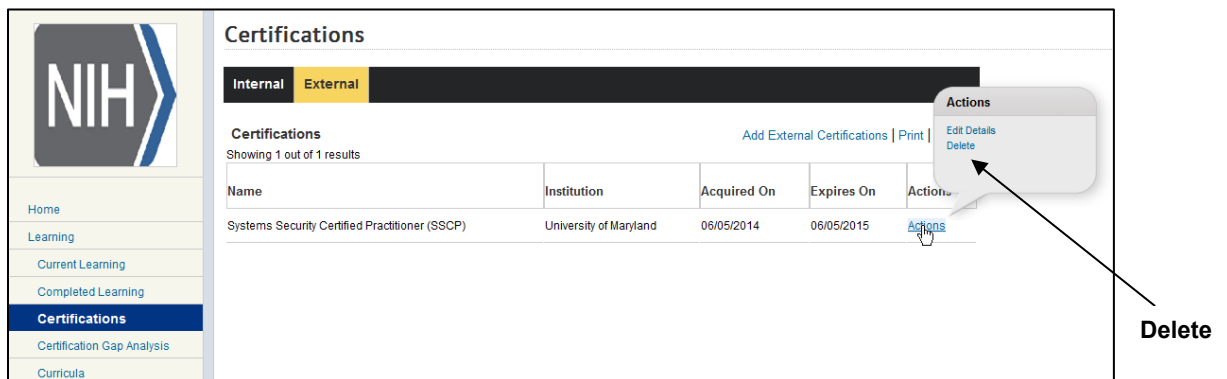 NIH
Certifications
Internal External
Actions
Edit Details
Delete
Certifications
Add External Certifications | Print |
Showing 1 out of 1 results
Name Institution Acquired On Expires On Actions
Systems Security Certified Practitioner (SSCP) University of Maryland 06/05/2014 06/05/2015 Actions
Home
Learning
Current Learning
Completed Learning
Certifications
Certification Gap Analysis
Curricula
Delete